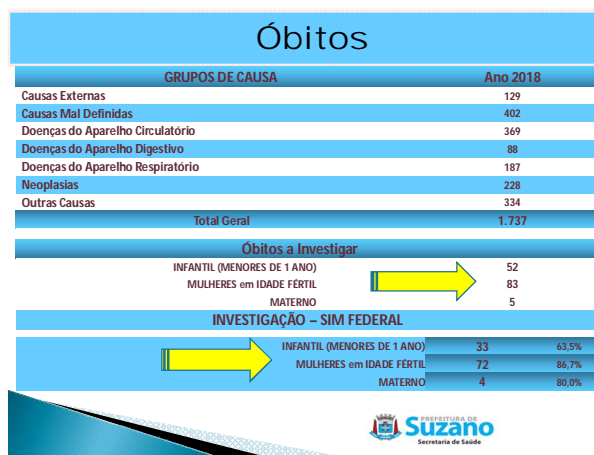 Óbitos
GRUPOS DE CAUSA Ano 2018
Causas Externas 129
Causas Mal Definidas 402
Doenças do Aparelho Circulatório 369
Doenças do Aparelho Digestivo 88
Doenças do Aparelho Respiratório 187
Neoplasias 228
Outras Causas 334
Total Geral 1.737
Óbitos a Investigar
INFANTIL (MENORES DE 1 ANO) 52
MULHERES em IDADE FÉRTIL 83
MATERNO 5
INVESTIGAÇÃO – SIM FEDERAL
INFANTIL (MENORES DE 1 ANO) 33 63,5%
MULHERES em IDADE FÉRTIL 72 86,7%
MATERNO 4 80,0%
PREFEITURA DE
Suzano
Secretaria de Saúde